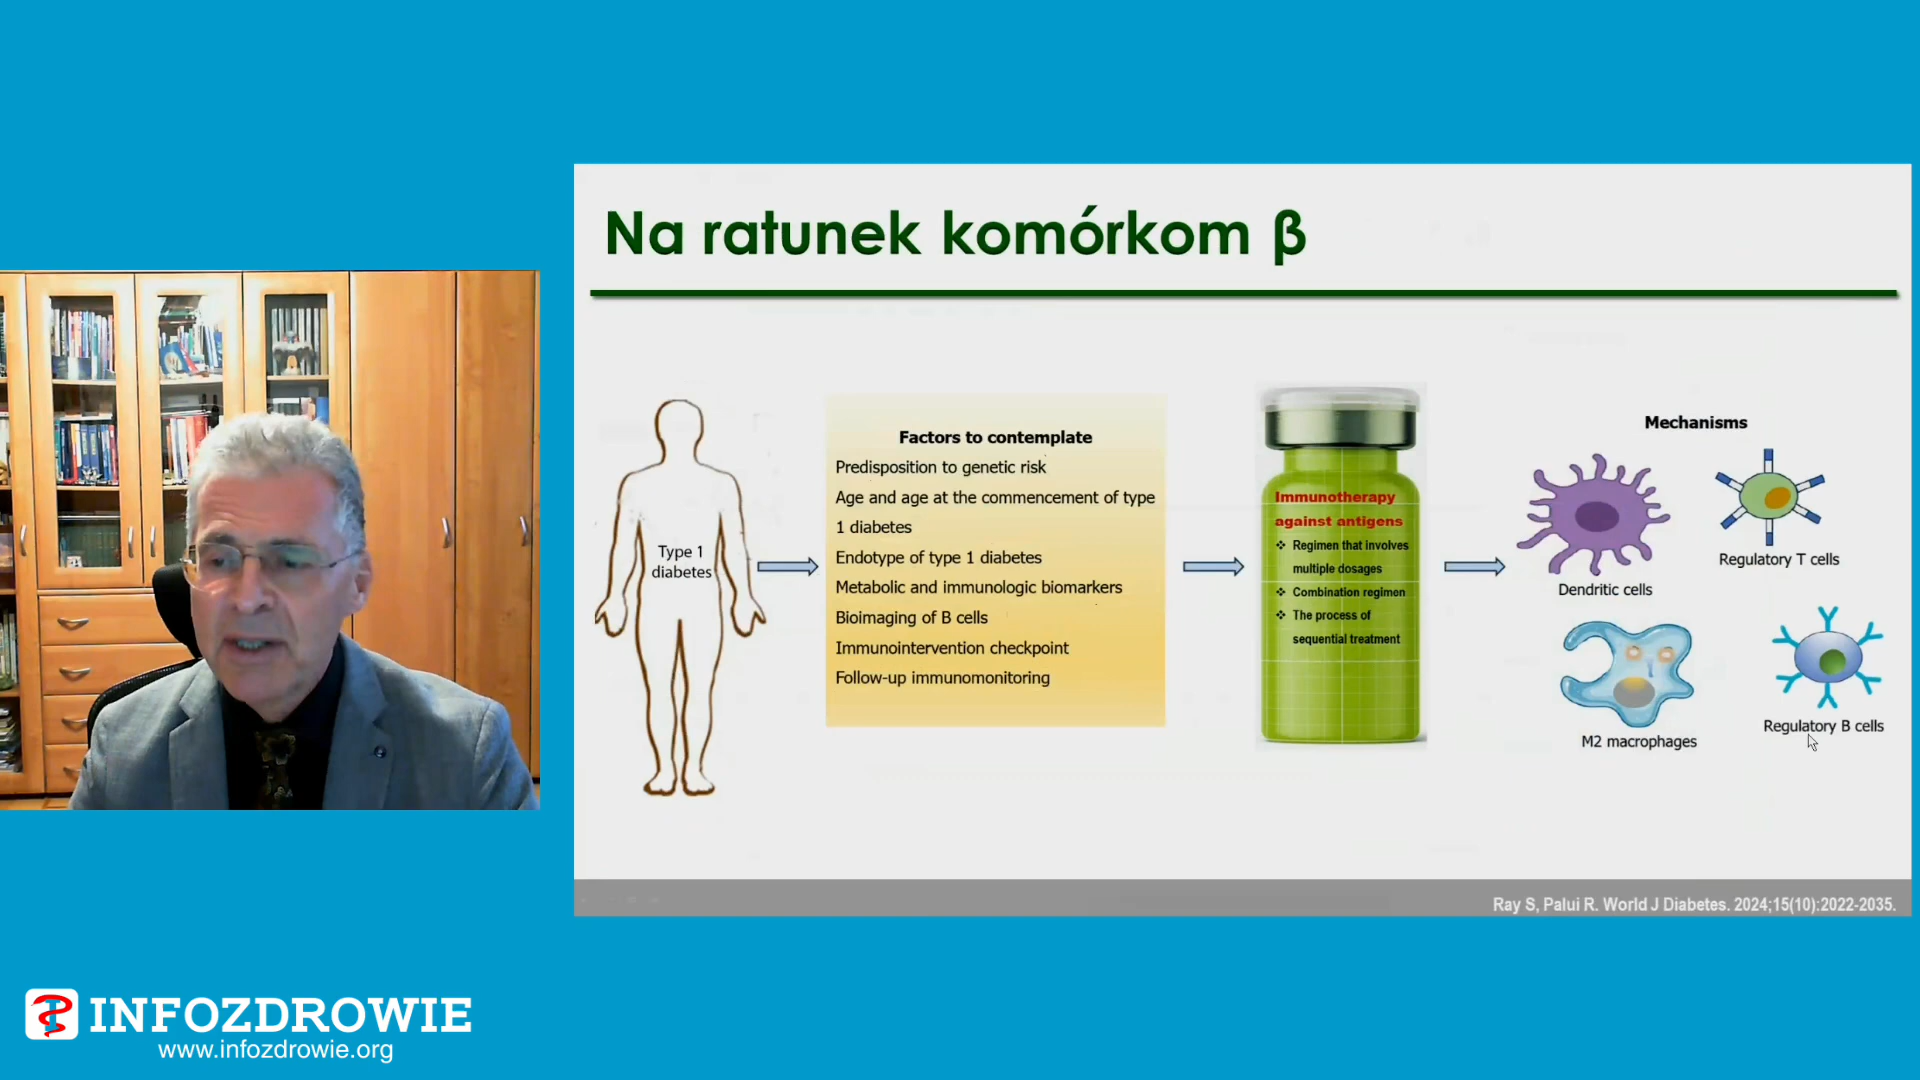 Na ratunek komórkom β
Type 1
diabetes
Factors to contemplate
Predisposition to genetic risk
Age and age at the commencement of type
1 diabetes
Endotype of type 1 diabetes
Metabolic and immunologic biomarkers
Bioimaging of B cells
Immunointervention checkpoint
Follow-up immunomonitoring
Immunotherapy
against antigens
❖ Regimen that involves
multiple dosages
❖ Combination regimen
❖ The process of
sequential treatment
Mechanisms
Dendritic cells
Regulatory T cells
M2 macrophages
Regulatory B cells
Ray S, Palui R. World J Diabetes. 2024;15(10):2022-2035.
INFOZDROWIE
www.infozdrowie.org